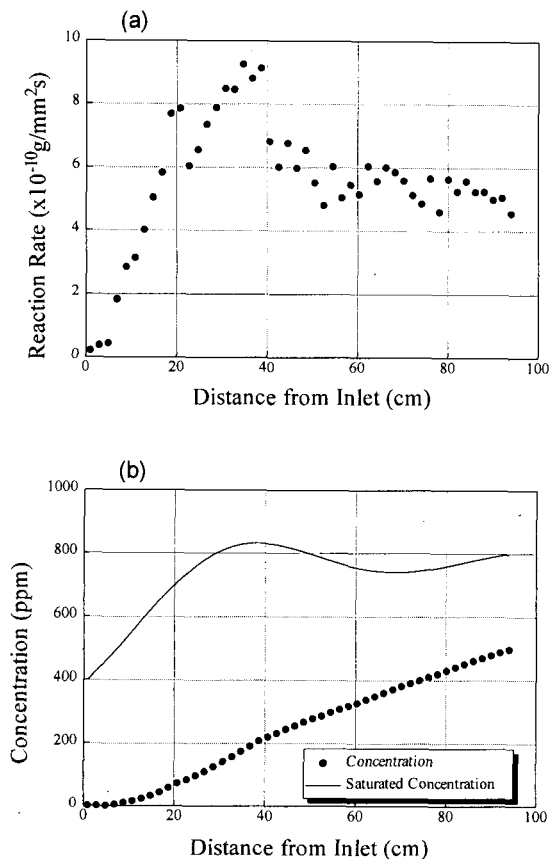 (a)
10
8
6
4
2
0
0 20 40 60 80 100
Reaction Rate (x10-10g/mm2s)
Distance from Inlet (cm)
(b)
1000
800
600
400
200
0
0 20 40 60 80 100
Concentration (ppm)
Concentration
Saturated Concentration
Distance from Inlet (cm)